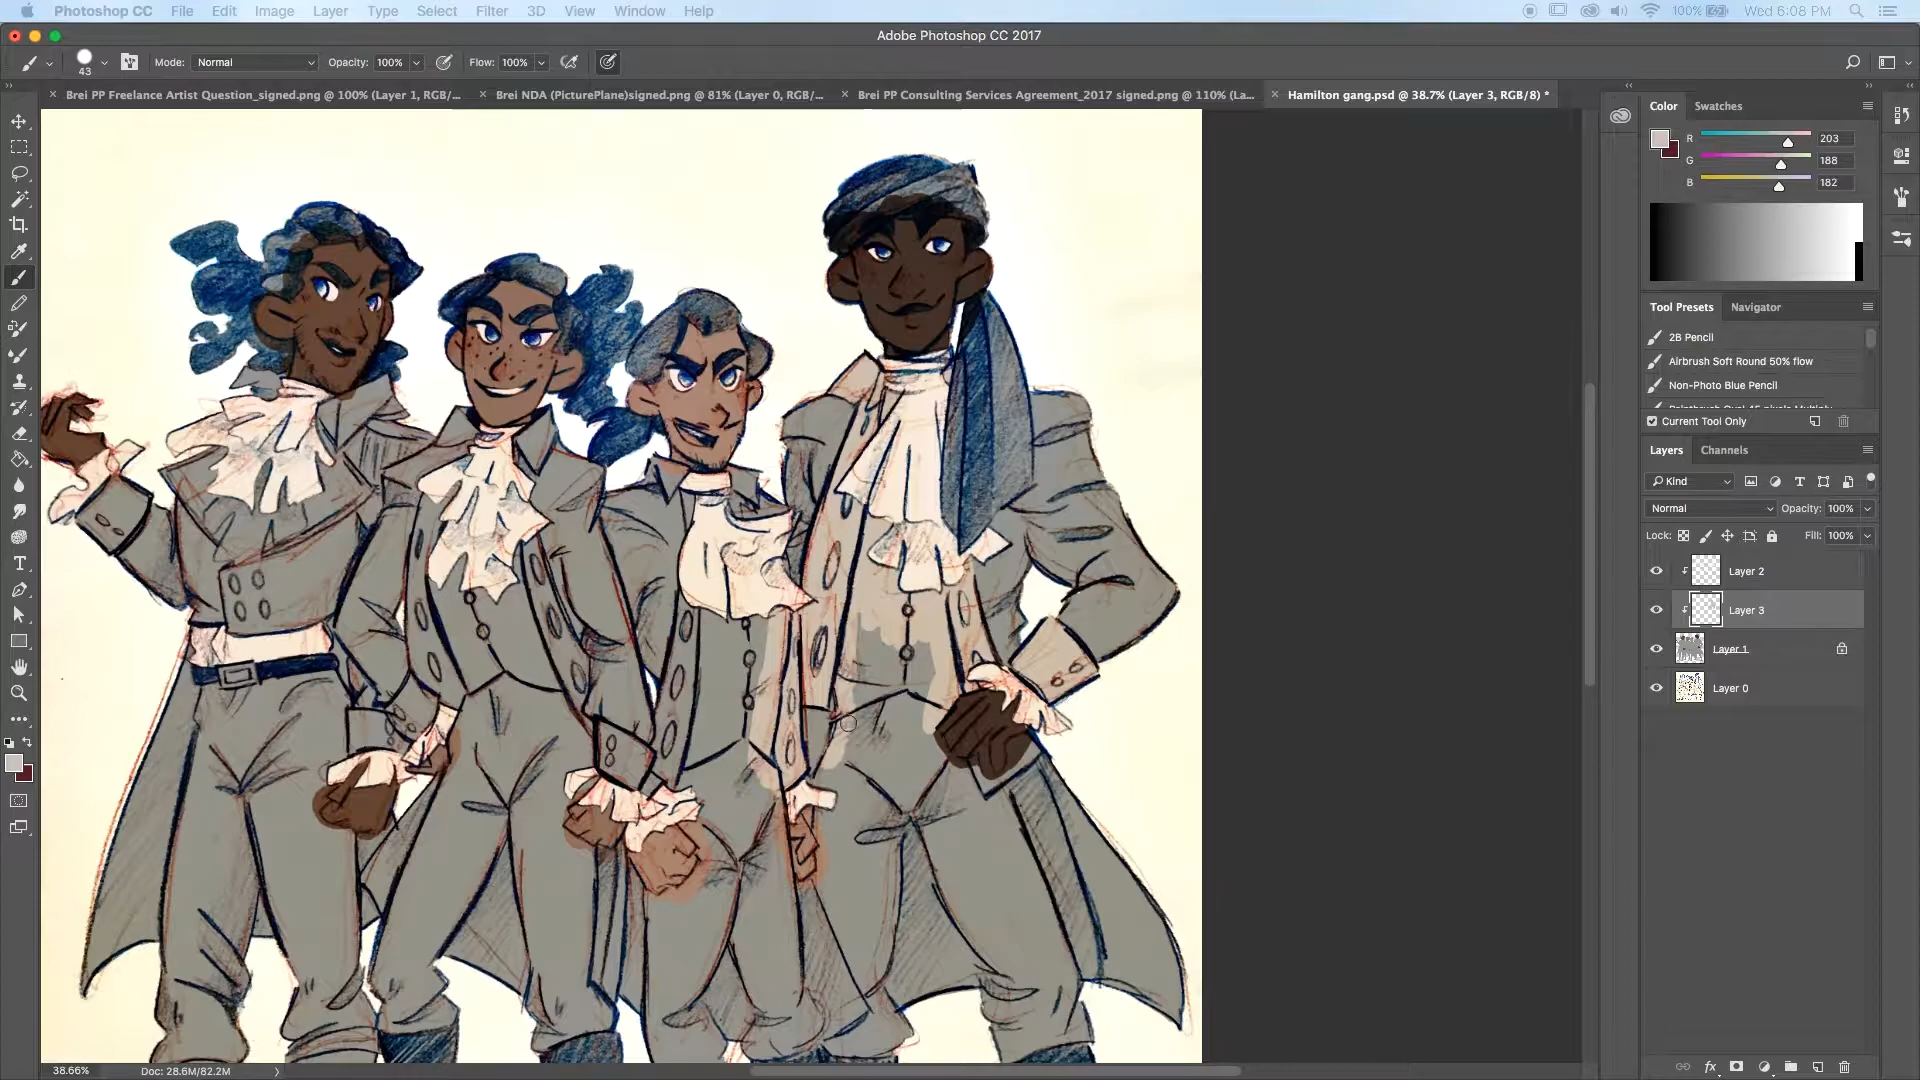 Photoshop CC File Edit Image Layer Type Select Filter 3D View Window Help 100% Wed 6:08 PM
Adobe Photoshop CC 2017
43 Mode: Normal Opacity: 100% Flow: 100%
Brei PP Freelance Artist Question_signed.png @ 100% (Layer 1, RGB/... Brei NDA (PicturePlane)signed.png @ 81% (Layer 0, RGB/... Brei PP Consulting Services Agreement_2017 signed.png @ 110% (La... Hamilton gang.psd @ 38.7% (Layer 3, RGB/8) *
Color Swatches
R 203
G 188
B 182
Tool Presets Navigator
2B Pencil
Airbrush Soft Round 50% flow
Non-Photo Blue Pencil
Current Tool Only
Layers Channels
Kind
Normal Opacity: 100%
Lock: Fill: 100%
Layer 2
Layer 3
Layer 1
Layer 0
38.66% Doc: 28.6M/82.2M